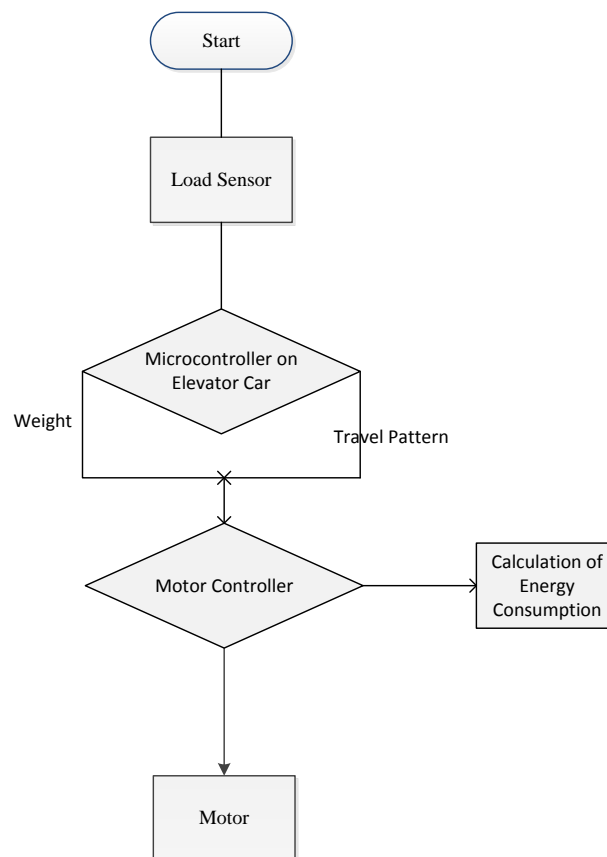 Start
Load Sensor
Microcontroller on
Elevator Car
Weight
Travel Pattern
Motor Controller
Calculation of
Energy
Consumption
Motor